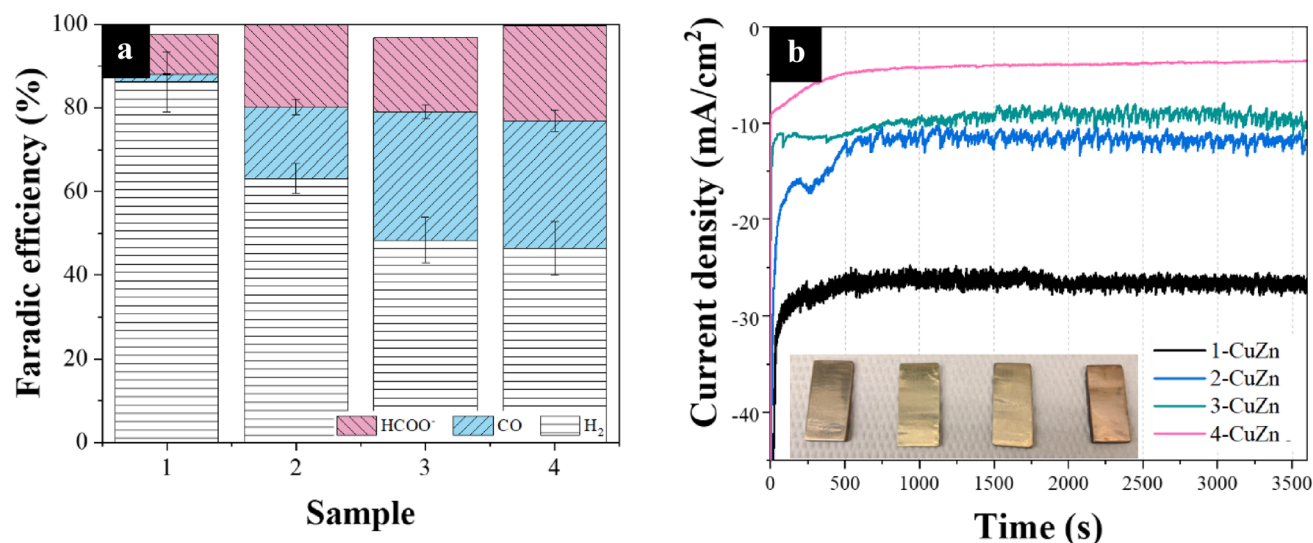 a
Faradic efficiency (%)
100
80
60
40
20
0
HCOO⁻ CO H₂
1 2 3 4
Sample
b
Current density (mA/cm²)
0
-10
-20
-30
-40
1-CuZn
2-CuZn
3-CuZn
4-CuZn
0 500 1000 1500 2000 2500 3000 3500
Time (s)